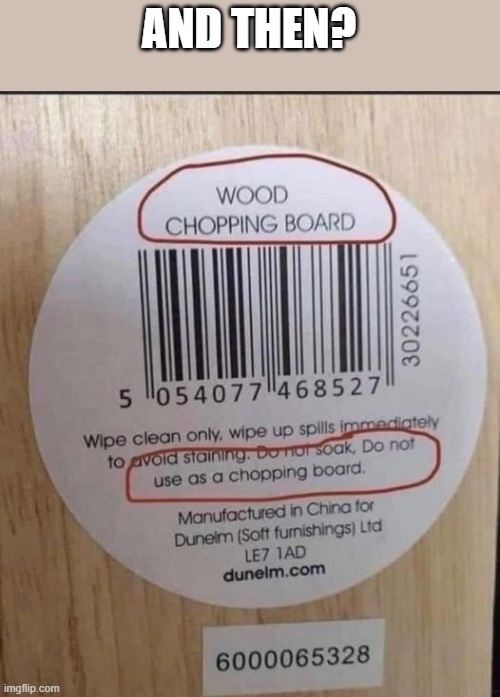 AND THEN?
WOOD
CHOPPING BOARD
30226651
5 054077 468527
Wipe clean only, wipe up spills immediately
to avoid staining. Do not soak, Do not
use as a chopping board.
Manufactured in China for
Dunelm (Soft furnishings) Ltd
LE7 1AD
dunelm.com
6000065328
imgflip.com